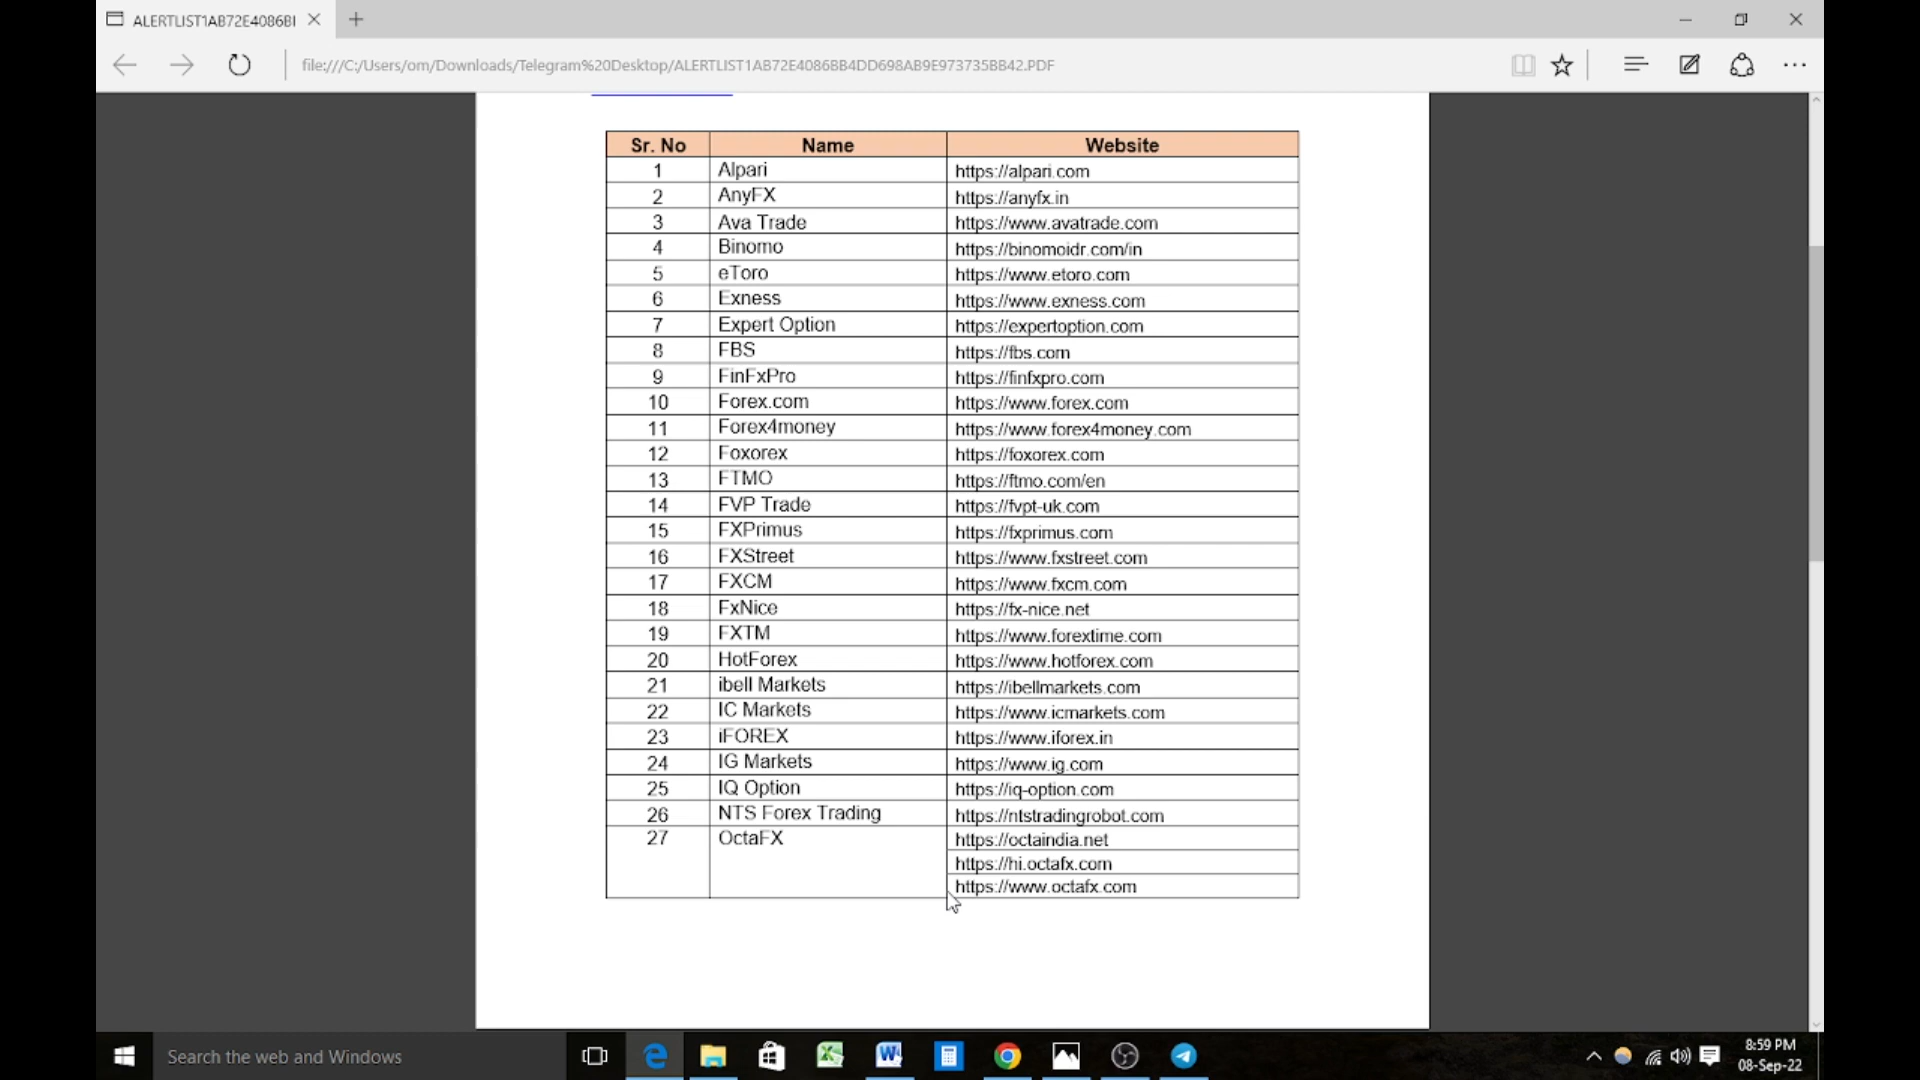 ALERTLIST1AB72E4086BI
file:///C:/Users/om/Downloads/Telegram%20Desktop/ALERTLIST1AB72E4086BB4DD698AB9E973735BB42.PDF
Sr. No Name Website
1 Alpari https://alpari.com
2 AnyFX https://anyfx.in
3 Ava Trade https://www.avatrade.com
4 Binomo https://binomoidr.com/in
5 eToro https://www.etoro.com
6 Exness https://www.exness.com
7 Expert Option https://expertoption.com
8 FBS https://fbs.com
9 FinFxPro https://finfxpro.com
10 Forex.com https://www.forex.com
11 Forex4money https://www.forex4money.com
12 Foxorex https://foxorex.com
13 FTMO https://ftmo.com/en
14 FVP Trade https://fvpt-uk.com
15 FXPrimus https://fxprimus.com
16 FXStreet https://www.fxstreet.com
17 FXCM https://www.fxcm.com
18 FxNice https://fx-nice.net
19 FXTM https://www.forextime.com
20 HotForex https://www.hotforex.com
21 ibell Markets https://ibellmarkets.com
22 IC Markets https://www.icmarkets.com
23 iFOREX https://www.iforex.in
24 IG Markets https://www.ig.com
25 IQ Option https://iq-option.com
26 NTS Forex Trading https://ntstradingrobot.com
27 OctaFX https://octaindia.net
https://hi.octafx.com
https://www.octafx.com
Search the web and Windows
8:59 PM
08-Sep-22